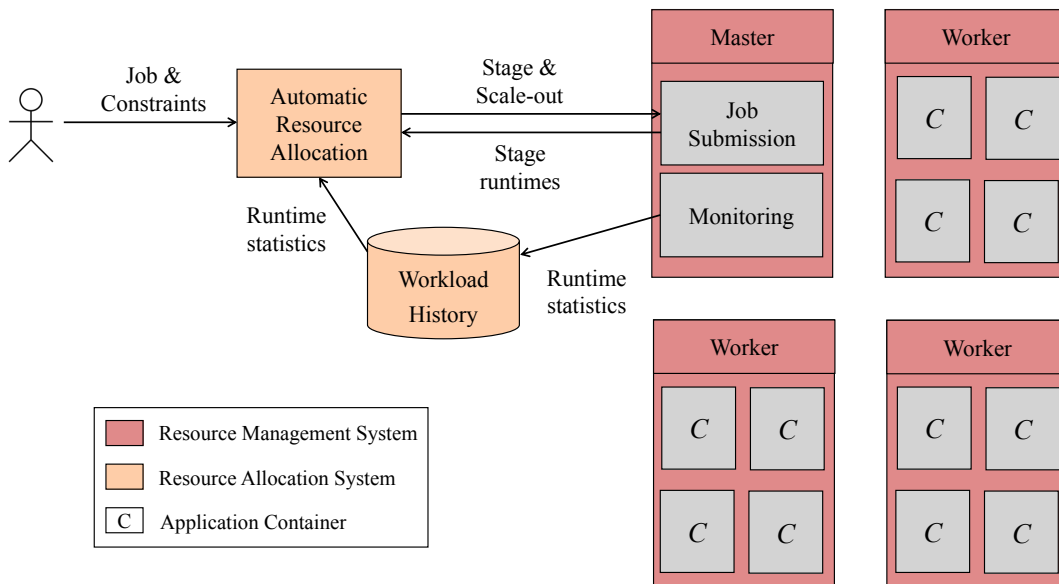 Job &
Constraints
Automatic
Resource
Allocation
Stage &
Scale-out
Stage
runtimes
Runtime
statistics
Workload
History
Runtime
statistics
Master
Job
Submission
Monitoring
Worker
C
C
C
C
Worker
C
C
C
C
Worker
C
C
C
C
Resource Management System
Resource Allocation System
C Application Container